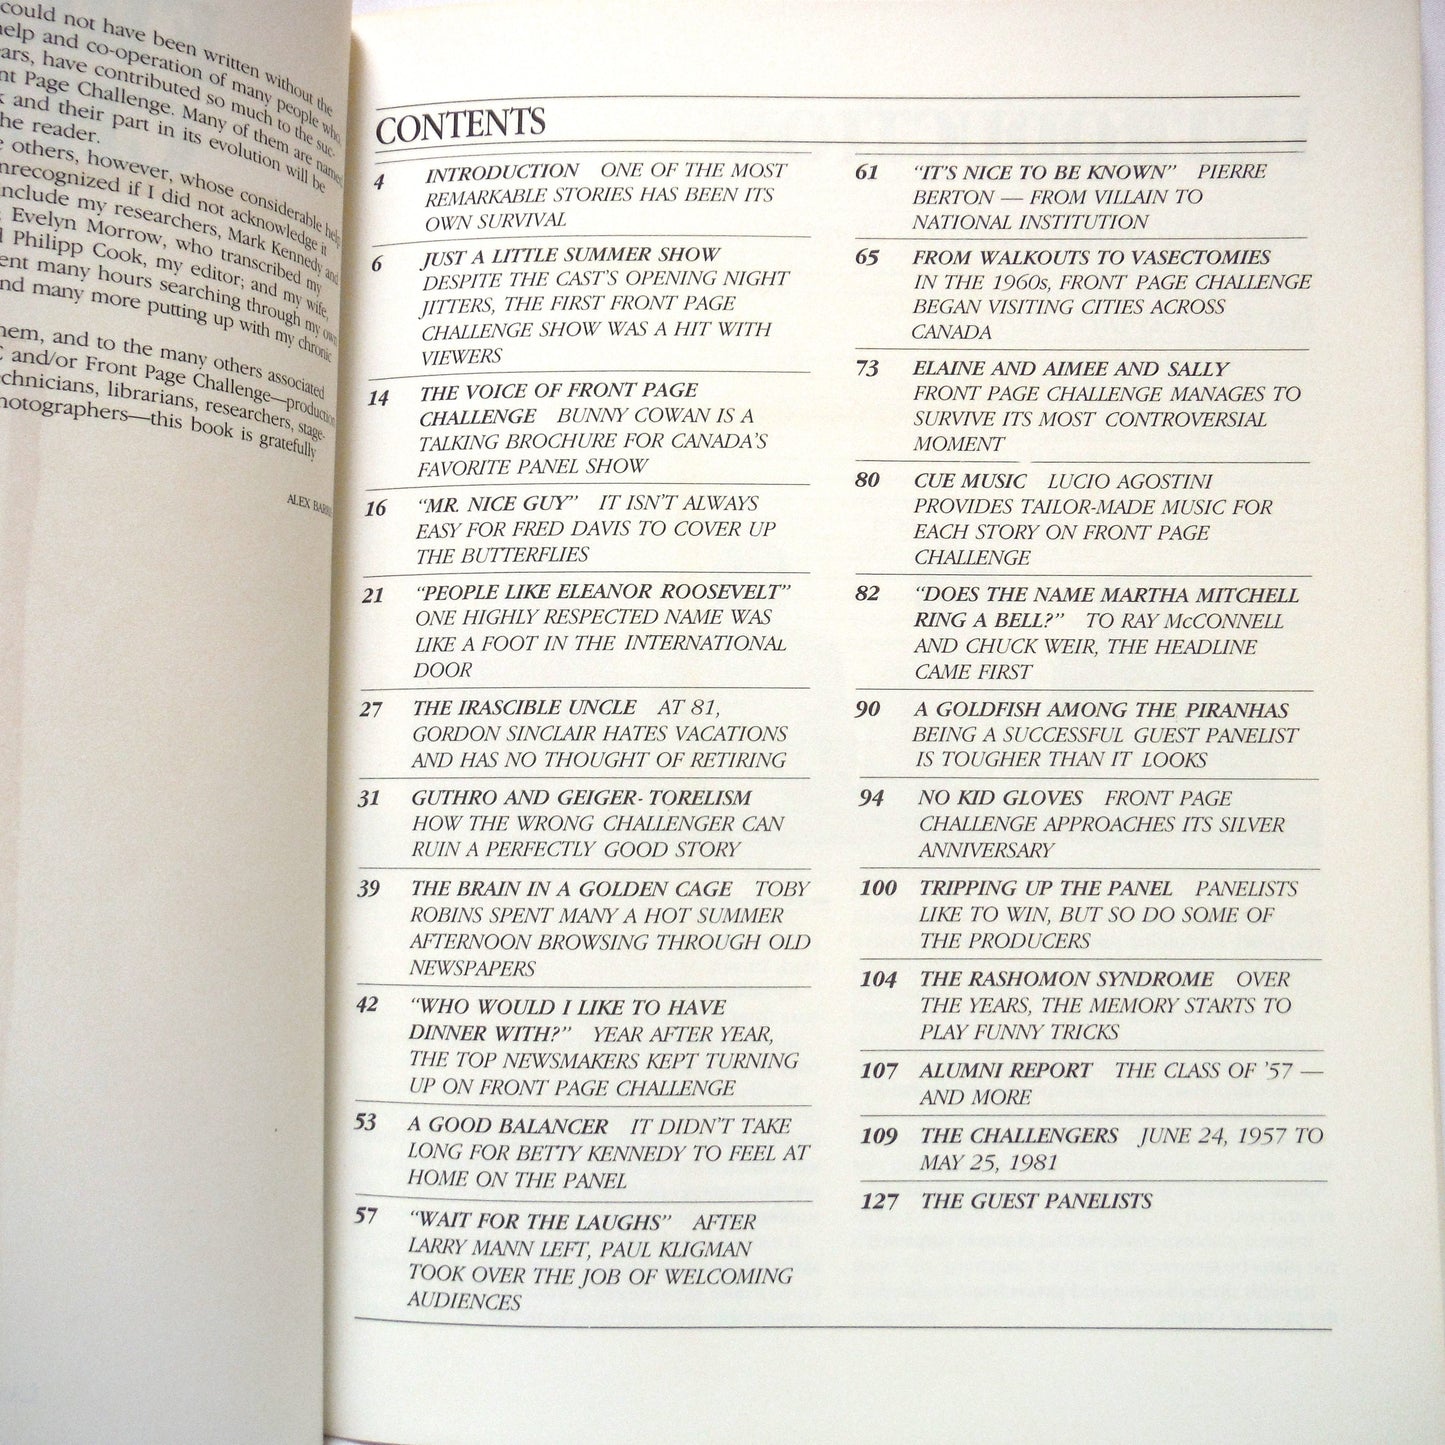 could not have been written without the
help and co-operation of many people who
ars, have contributed so much to the suc-
nt Page Challenge. Many of them are named
k and their part in its evolution will be
he reader.
e others, however, whose considerable help
nrecognized if I did not acknowledge it
include my researchers, Mark Kennedy and
Evelyn Morrow, who transcribed my
Philipp Cook, my editor; and my wife,
ent many hours searching through my own
nd many more putting up with my chronic
hem, and to the many others associated
C and/or Front Page Challenge—production
echnicians, librarians, researchers, stage-
hotographers—this book is gratefully
ALEX BARRIS
CONTENTS
4 INTRODUCTION ONE OF THE MOST
REMARKABLE STORIES HAS BEEN ITS
OWN SURVIVAL
6 JUST A LITTLE SUMMER SHOW
DESPITE THE CAST'S OPENING NIGHT
JITTERS, THE FIRST FRONT PAGE
CHALLENGE SHOW WAS A HIT WITH
VIEWERS
14 THE VOICE OF FRONT PAGE
CHALLENGE BUNNY COWAN IS A
TALKING BROCHURE FOR CANADA'S
FAVORITE PANEL SHOW
16 "MR. NICE GUY" IT ISN'T ALWAYS
EASY FOR FRED DAVIS TO COVER UP
THE BUTTERFLIES
21 "PEOPLE LIKE ELEANOR ROOSEVELT"
ONE HIGHLY RESPECTED NAME WAS
LIKE A FOOT IN THE INTERNATIONAL
DOOR
27 THE IRASCIBLE UNCLE AT 81,
GORDON SINCLAIR HATES VACATIONS
AND HAS NO THOUGHT OF RETIRING
31 GUTHRO AND GEIGER- TORELISM
HOW THE WRONG CHALLENGER CAN
RUIN A PERFECTLY GOOD STORY
39 THE BRAIN IN A GOLDEN CAGE TOBY
ROBINS SPENT MANY A HOT SUMMER
AFTERNOON BROWSING THROUGH OLD
NEWSPAPERS
42 "WHO WOULD I LIKE TO HAVE
DINNER WITH?" YEAR AFTER YEAR,
THE TOP NEWSMAKERS KEPT TURNING
UP ON FRONT PAGE CHALLENGE
53 A GOOD BALANCER IT DIDN'T TAKE
LONG FOR BETTY KENNEDY TO FEEL AT
HOME ON THE PANEL
57 "WAIT FOR THE LAUGHS" AFTER
LARRY MANN LEFT, PAUL KLIGMAN
TOOK OVER THE JOB OF WELCOMING
AUDIENCES
61 "IT'S NICE TO BE KNOWN" PIERRE
BERTON — FROM VILLAIN TO
NATIONAL INSTITUTION
65 FROM WALKOUTS TO VASECTOMIES
IN THE 1960s, FRONT PAGE CHALLENGE
BEGAN VISITING CITIES ACROSS
CANADA
73 ELAINE AND AIMEE AND SALLY
FRONT PAGE CHALLENGE MANAGES TO
SURVIVE ITS MOST CONTROVERSIAL
MOMENT
80 CUE MUSIC LUCIO AGOSTINI
PROVIDES TAILOR-MADE MUSIC FOR
EACH STORY ON FRONT PAGE
CHALLENGE
82 "DOES THE NAME MARTHA MITCHELL
RING A BELL?" TO RAY McCONNELL
AND CHUCK WEIR, THE HEADLINE
CAME FIRST
90 A GOLDFISH AMONG THE PIRANHAS
BEING A SUCCESSFUL GUEST PANELIST
IS TOUGHER THAN IT LOOKS
94 NO KID GLOVES FRONT PAGE
CHALLENGE APPROACHES ITS SILVER
ANNIVERSARY
100 TRIPPING UP THE PANEL PANELISTS
LIKE TO WIN, BUT SO DO SOME OF
THE PRODUCERS
104 THE RASHOMON SYNDROME OVER
THE YEARS, THE MEMORY STARTS TO
PLAY FUNNY TRICKS
107 ALUMNI REPORT THE CLASS OF '57 —
AND MORE
109 THE CHALLENGERS JUNE 24, 1957 TO
MAY 25, 1981
127 THE GUEST PANELISTS